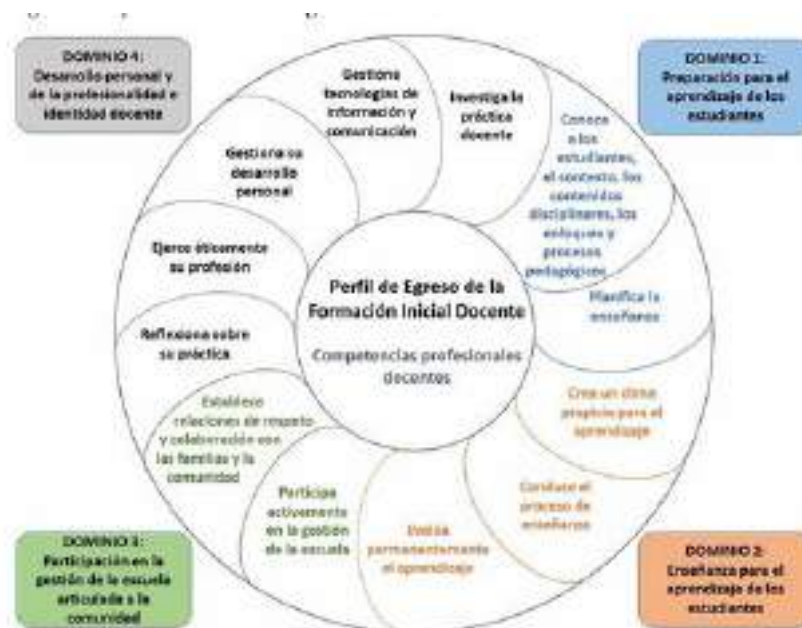 DOMINIO 4:
Desarrollo personal y
de la profesionalidad e
identidad docente
DOMINIO 1:
Preparación para el
aprendizaje de los
estudiantes
Gestiona
tecnologías de
información y
comunicación
Investiga la
práctica
docente
Conoce
a los
estudiantes,
el contexto, los
contenidos
disciplinares, los
enfoques y
procesos
pedagógicos
Gestiona su
desarrollo
personal
Ejerce éticamente
su profesión
Reflexiona sobre
su práctica
Perfil de Egreso de la
Formación Inicial Docente
Competencias profesionales
docentes
Planifica la
enseñanza
Crea un clima
propicio para el
aprendizaje
Conduce el
proceso de
enseñanza
Evalúa
permanentemente
el aprendizaje
Participa
activamente
en la gestión
de la escuela
Establece
relaciones de respeto
y colaboración con
las familias y la
comunidad
DOMINIO 3:
Participación en la
gestión de la escuela
articulada a la
comunidad
DOMINIO 2:
Enseñanza para el
aprendizaje de los
estudiantes